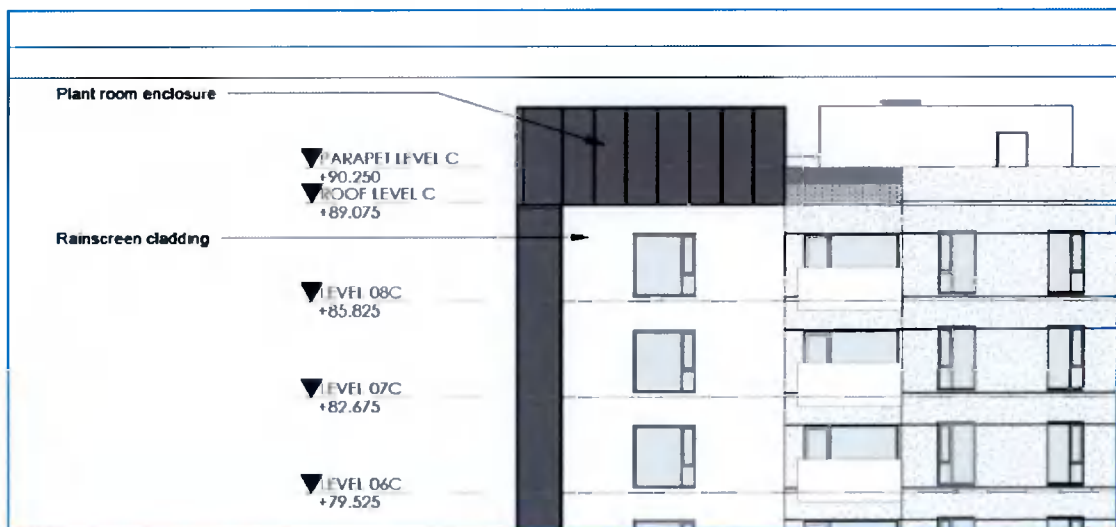 Plant room enclosure
PARAPET LEVEL C
+90.250
ROOF LEVEL C
+89.075
Rainscreen cladding
LEVEL 08C
+85.825
LEVEL 07C
+82.675
LEVEL 06C
+79.525